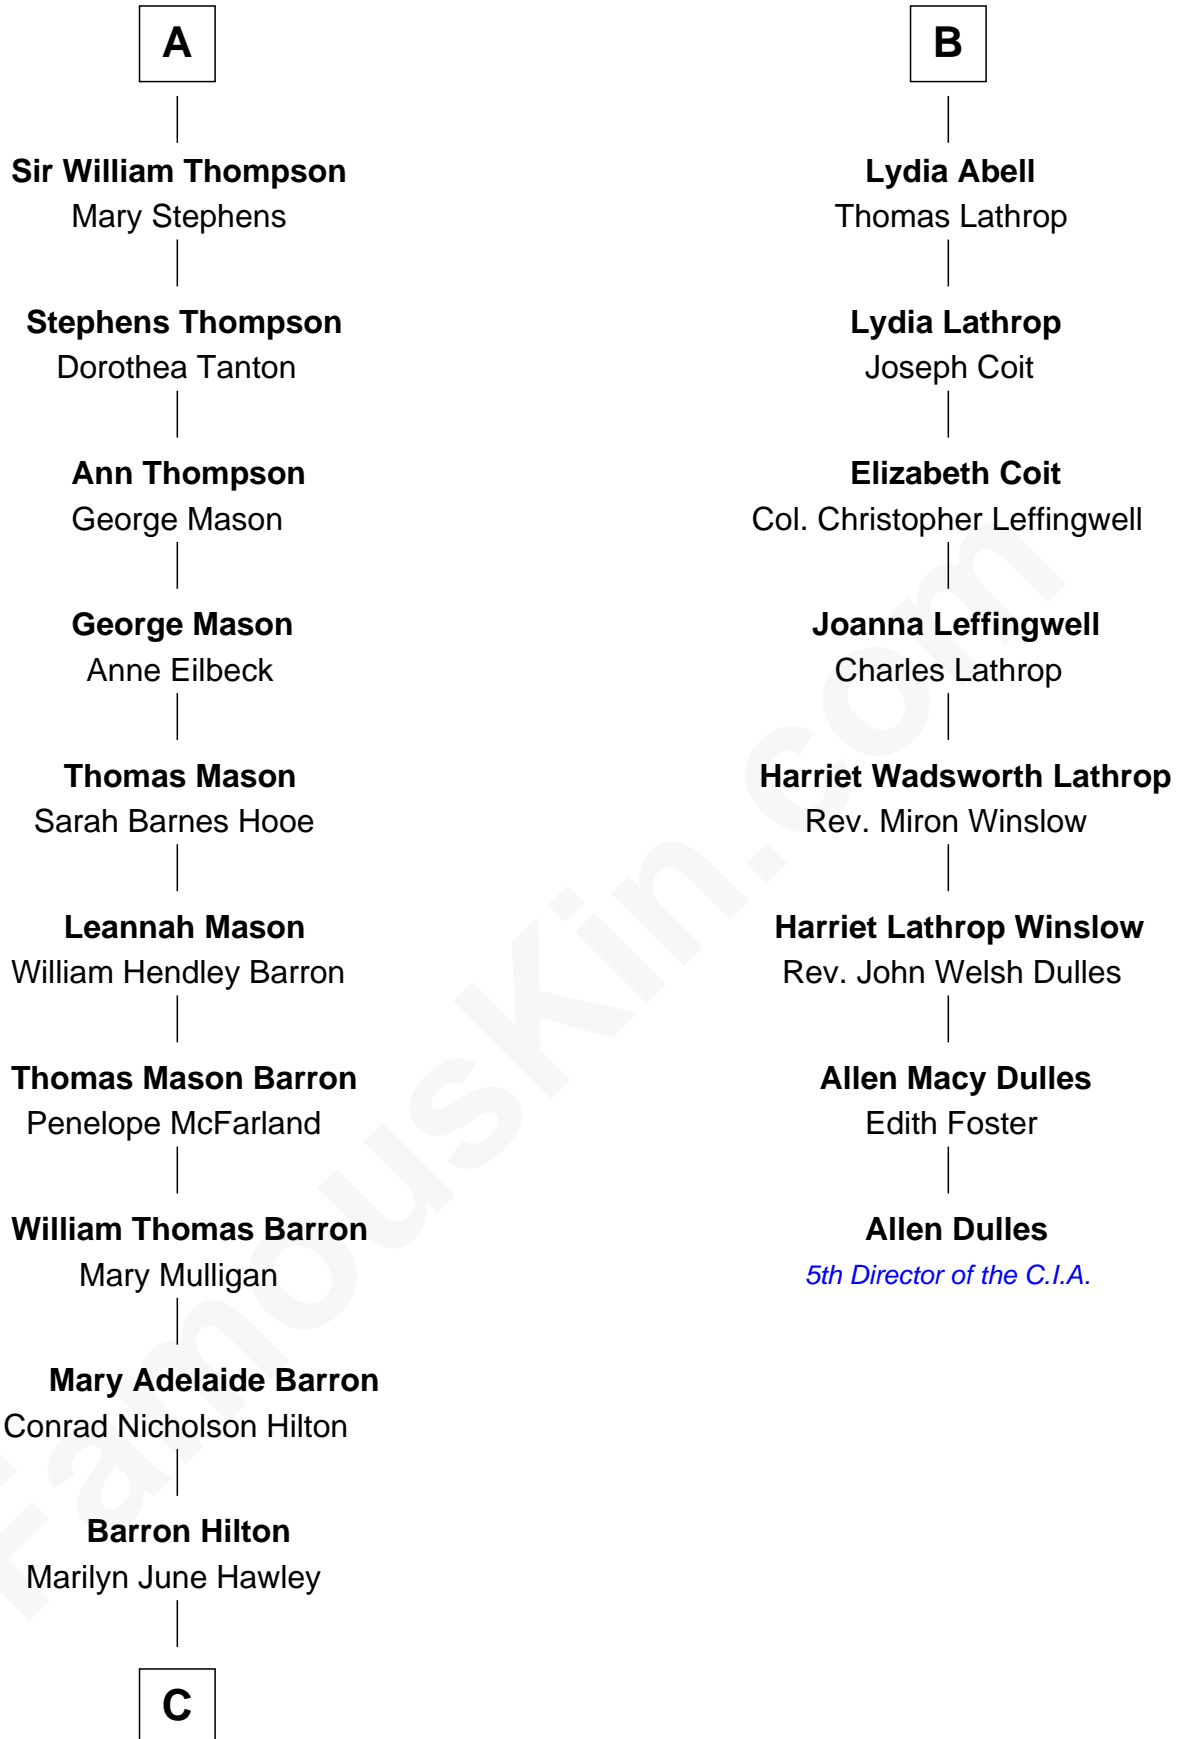 A
Sir William Thompson
Mary Stephens
Stephens Thompson
Dorothea Tanton
Ann Thompson
George Mason
George Mason
Anne Eilbeck
Thomas Mason
Sarah Barnes Hooe
Leannah Mason
William Hendley Barron
Thomas Mason Barron
Penelope McFarland
William Thomas Barron
Mary Mulligan
Mary Adelaide Barron
Conrad Nicholson Hilton
Barron Hilton
Marilyn June Hawley
C
B
Lydia Abell
Thomas Lathrop
Lydia Lathrop
Joseph Coit
Elizabeth Coit
Col. Christopher Leffingwell
Joanna Leffingwell
Charles Lathrop
Harriet Wadsworth Lathrop
Rev. Miron Winslow
Harriet Lathrop Winslow
Rev. John Welsh Dulles
Allen Macy Dulles
Edith Foster
Allen Dulles
5th Director of the C.I.A.
FamousKin.com